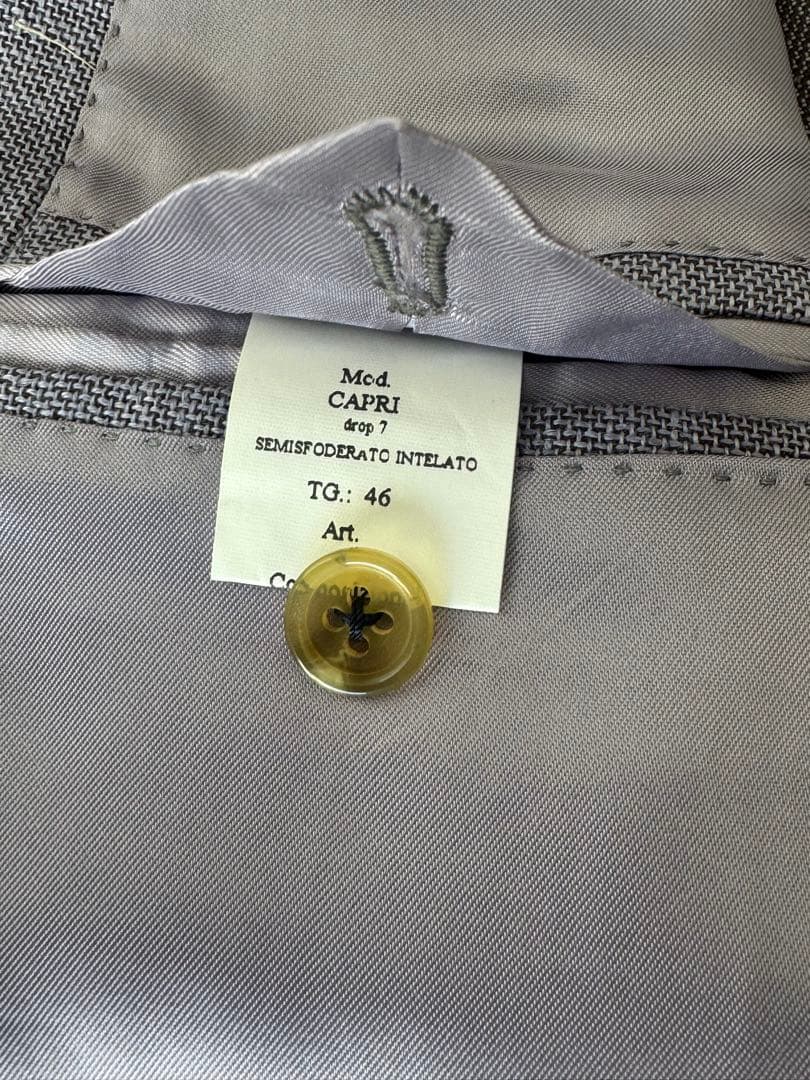 Mod.
CAPRI
drop 7
SEMISFODERATO INTELATO
TG.: 46
Art.